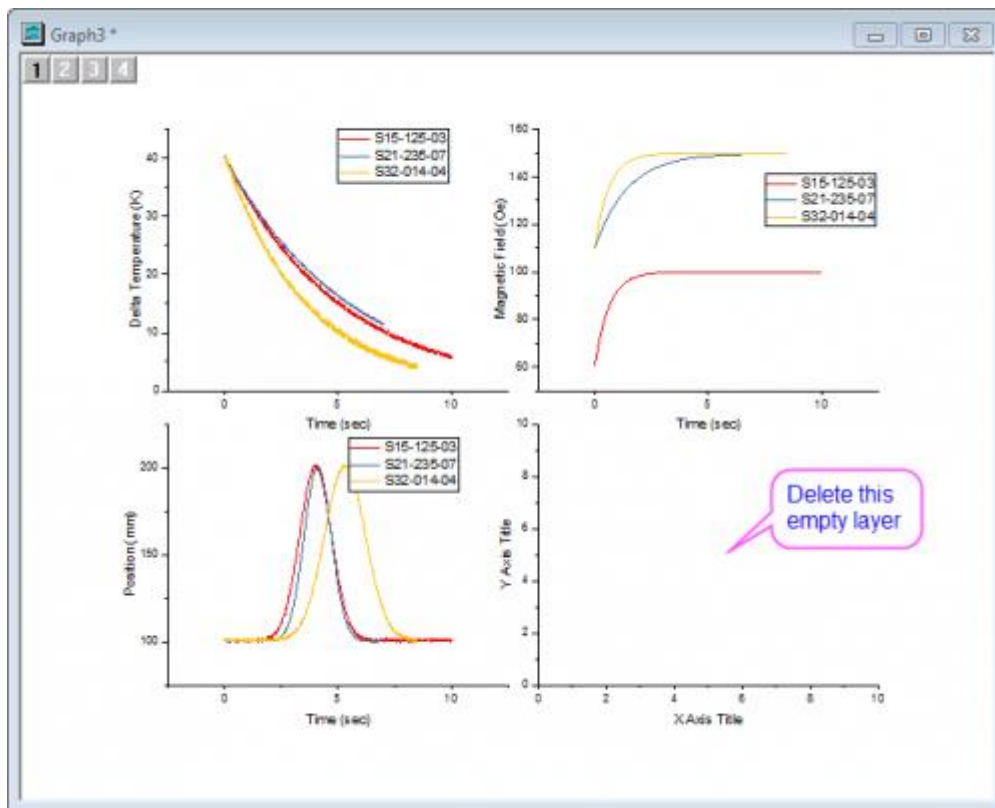 Graph3 *
1 2 3 4
S15-125-03
S21-235-07
S32-014-04
40
30
20
10
0
Delta Temperature (K)
0 5 10
Time (sec)
160
140
120
100
80
60
Magnetic Field (Oe)
S15-125-03
S21-235-07
S32-014-04
0 5 10
Time (sec)
S15-125-03
S21-235-07
S32-014-04
200
150
100
Position (mm)
0 5 10
Time (sec)
10
8
6
4
2
0
Y Axis Title
Delete this
empty layer
0 2 4 6 8 10
X Axis Title